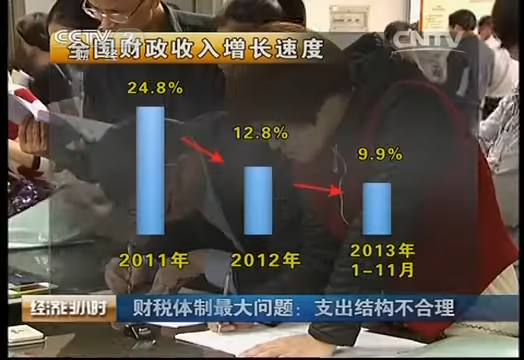 CCTV 2
财经
CNTV
全国财政收入增长速度
24.8%
12.8%
9.9%
2011年
2012年
2013年
1-11月
经济半小时
财税体制最大问题：支出结构不合理